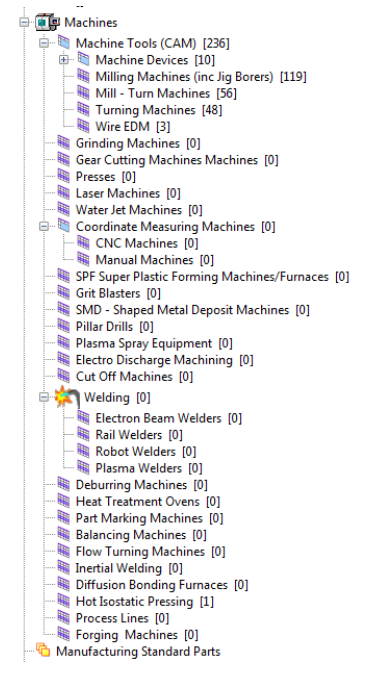 Machines
Machine Tools (CAM) [236]
Machine Devices [10]
Milling Machines (inc Jig Borers) [119]
Mill - Turn Machines [56]
Turning Machines [48]
Wire EDM [3]
Grinding Machines [0]
Gear Cutting Machines Machines [0]
Presses [0]
Laser Machines [0]
Water Jet Machines [0]
Coordinate Measuring Machines [0]
CNC Machines [0]
Manual Machines [0]
SPF Super Plastic Forming Machines/Furnaces [0]
Grit Blasters [0]
SMD - Shaped Metal Deposit Machines [0]
Pillar Drills [0]
Plasma Spray Equipment [0]
Electro Discharge Machining [0]
Cut Off Machines [0]
Welding [0]
Electron Beam Welders [0]
Rail Welders [0]
Robot Welders [0]
Plasma Welders [0]
Deburring Machines [0]
Heat Treatment Ovens [0]
Part Marking Machines [0]
Balancing Machines [0]
Flow Turning Machines [0]
Inertial Welding [0]
Diffusion Bonding Furnaces [0]
Hot Isostatic Pressing [1]
Process Lines [0]
Forging Machines [0]
Manufacturing Standard Parts